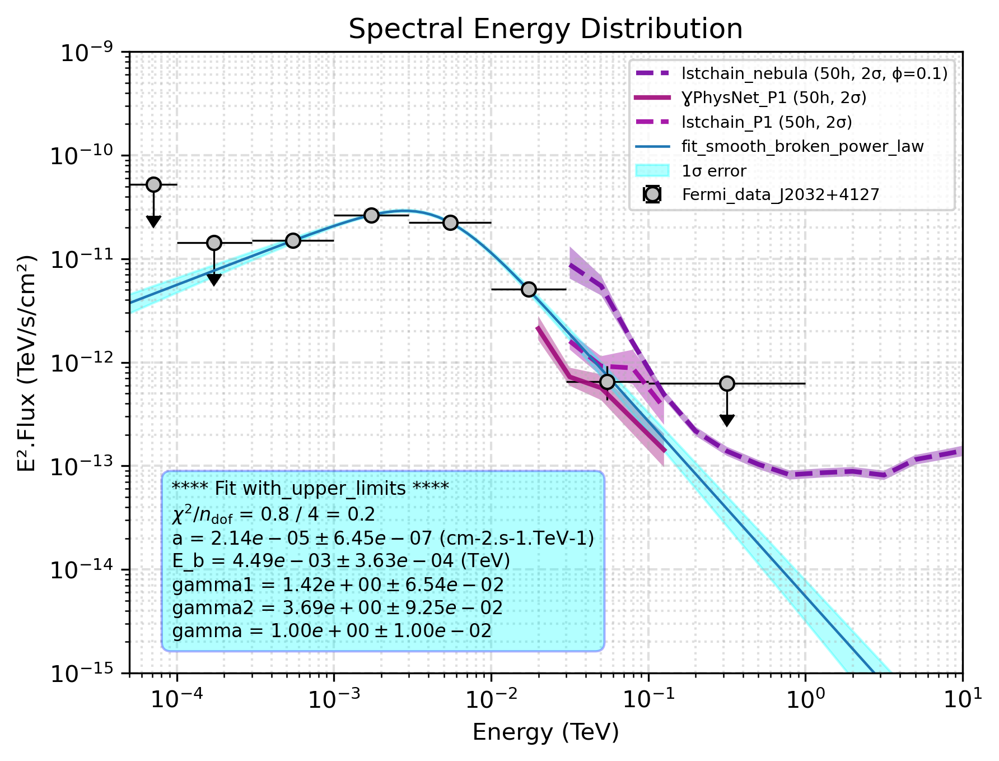 Spectral Energy Distribution
E².Flux (TeV/s/cm²)
10⁻⁹
10⁻¹⁰
10⁻¹¹
10⁻¹²
10⁻¹³
10⁻¹⁴
10⁻¹⁵
lstchain_nebula (50h, 2σ, ϕ=0.1)
ƔPhysNet_P1 (50h, 2σ)
lstchain_P1 (50h, 2σ)
fit_smooth_broken_power_law
1σ error
Fermi_data_J2032+4127
**** Fit with_upper_limits ****
χ²/n_dof = 0.8 / 4 = 0.2
a = 2.14e − 05 ± 6.45e − 07 (cm-2.s-1.TeV-1)
E_b = 4.49e − 03 ± 3.63e − 04 (TeV)
gamma1 = 1.42e + 00 ± 6.54e − 02
gamma2 = 3.69e + 00 ± 9.25e − 02
gamma = 1.00e + 00 ± 1.00e − 02
10⁻⁴ 10⁻³ 10⁻² 10⁻¹ 10⁰ 10¹
Energy (TeV)